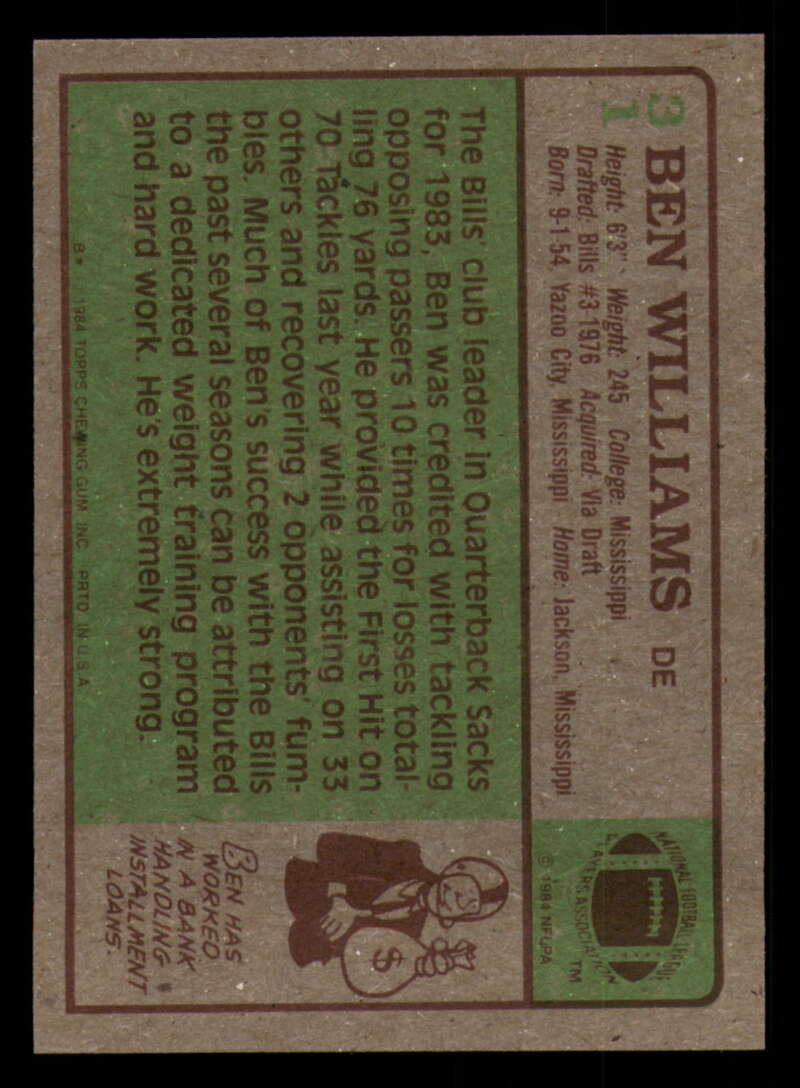 31
BEN WILLIAMS DE
Height: 6'3" Weight: 245 College: Mississippi
Drafted: Bills #3-1976 Acquired: Via Draft
Born: 9-1-54, Yazoo City, Mississippi Home: Jackson, Mississippi
NATIONAL FOOTBALL LEAGUE
PLAYERS ASSOCIATION
TM
© 1984 NFLPA
The Bills' club leader in Quarterback Sacks
for 1983, Ben was credited with tackling
opposing passers 10 times for losses total-
ling 76 yards. He provided the First Hit on
70 Tackles last year while assisting on 33
others and recovering 2 opponents' fum-
bles. Much of Ben's success with the Bills
the past several seasons can be attributed
to a dedicated weight training program
and hard work. He's extremely strong.
B* 1984 TOPPS CHEWING GUM, INC. PRTD. IN U.S.A.
$
BEN HAS
WORKED
IN A BANK
HANDLING
INSTALLMENT
LOANS.